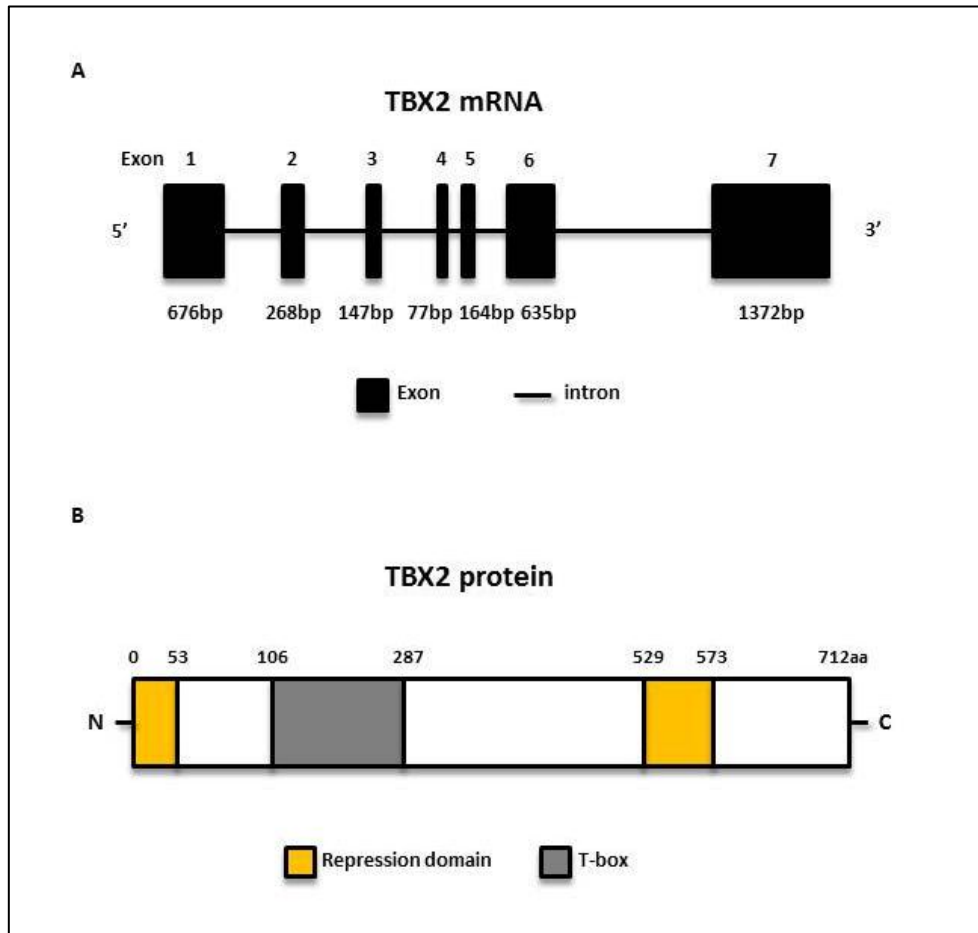 A
TBX2 mRNA
Exon 1 2 3 4 5 6 7
5’ 3’
676bp 268bp 147bp 77bp 164bp 635bp 1372bp
Exon intron
B
TBX2 protein
0 53 106 287 529 573 712aa
N C
Repression domain T-box